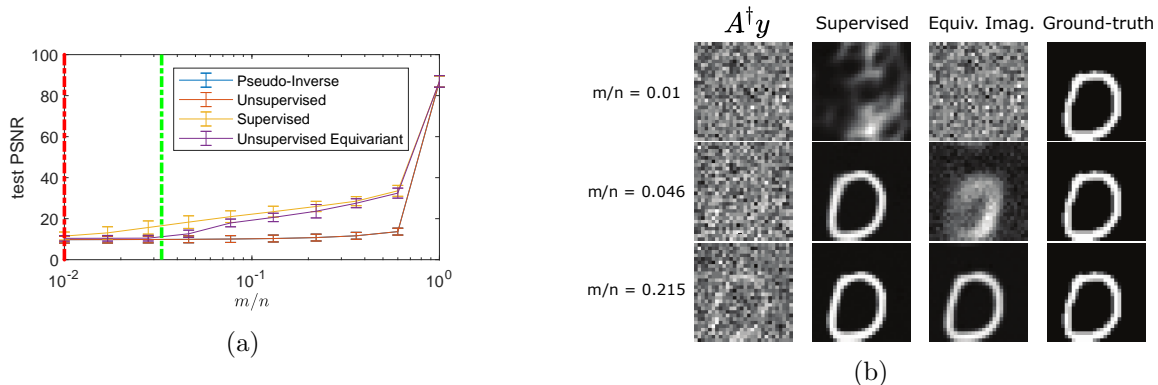 100
80
60
40
20
0
test PSNR
10^-2
10^-1
10^0
m/n
Pseudo-Inverse
Unsupervised
Supervised
Unsupervised Equivariant
(a)
A†y
Supervised
Equiv. Imag.
Ground-truth
m/n = 0.01
m/n = 0.046
m/n = 0.215
(b)